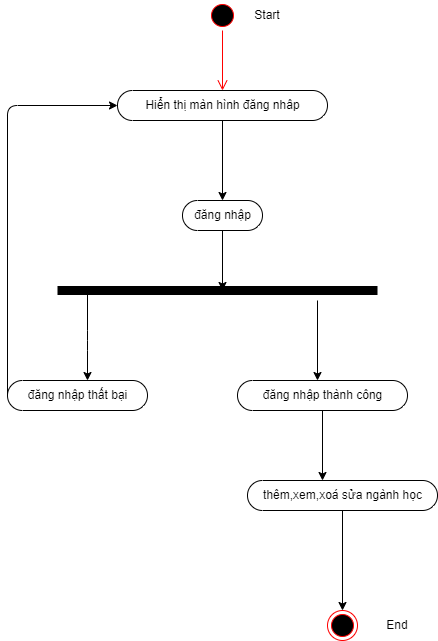 Start
Hiển thị màn hình đăng nhâp
đăng nhập
đăng nhập thất bại
đăng nhập thành công
thêm,xem,xoá sửa ngành học
End